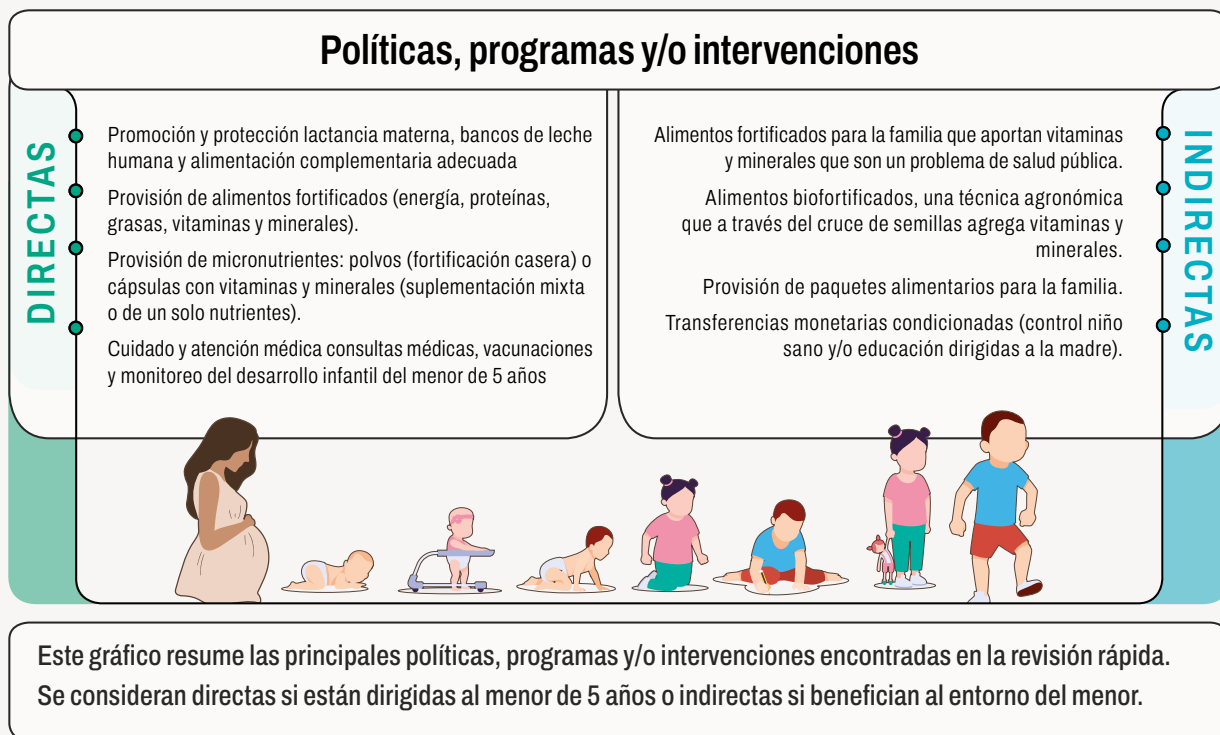 Políticas, programas y/o intervenciones
DIRECTAS
Promoción y protección lactancia materna, bancos de leche
humana y alimentación complementaria adecuada
Provisión de alimentos fortificados (energía, proteínas,
grasas, vitaminas y minerales).
Provisión de micronutrientes: polvos (fortificación casera) o
cápsulas con vitaminas y minerales (suplementación mixta
o de un solo nutrientes).
Cuidado y atención médica consultas médicas, vacunaciones
y monitoreo del desarrollo infantil del menor de 5 años
INDIRECTAS
Alimentos fortificados para la familia que aportan vitaminas
y minerales que son un problema de salud pública.
Alimentos biofortificados, una técnica agronómica
que a través del cruce de semillas agrega vitaminas y
minerales.
Provisión de paquetes alimentarios para la familia.
Transferencias monetarias condicionadas (control niño
sano y/o educación dirigidas a la madre).
Este gráfico resume las principales políticas, programas y/o intervenciones encontradas en la revisión rápida.
Se consideran directas si están dirigidas al menor de 5 años o indirectas si benefician al entorno del menor.